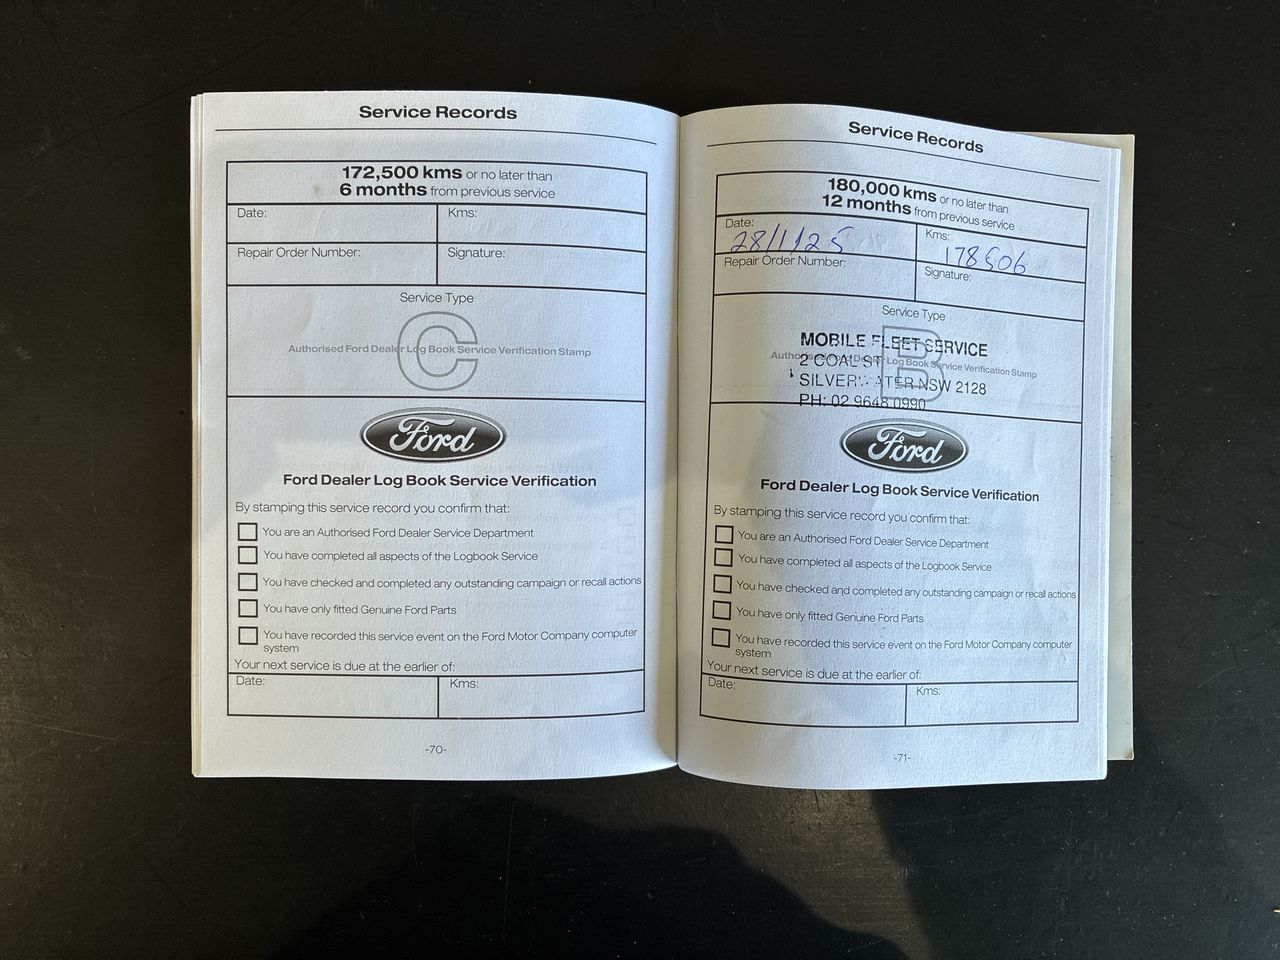 Service Records
172,500 kms or no later than
6 months from previous service
Date:
Kms:
Repair Order Number:
Signature:
Service Type
C
Authorised Ford Dealer Log Book Service Verification Stamp
Ford
Ford Dealer Log Book Service Verification
By stamping this service record you confirm that:
You are an Authorised Ford Dealer Service Department
You have completed all aspects of the Logbook Service
You have checked and completed any outstanding campaign or recall actions
You have only fitted Genuine Ford Parts
You have recorded this service event on the Ford Motor Company computer
system
Your next service is due at the earlier of:
Date:
Kms:
-70-
Service Records
180,000 kms or no later than
12 months from previous service
Date:
28/1/25
Kms:
178506
Repair Order Number:
Signature:
Service Type
B
MOBILE FLEET SERVICE
Authorised Ford Dealer Log Book Service Verification Stamp
2 COAL ST
SILVERWATER NSW 2128
PH: 02 9648 0990
Ford
Ford Dealer Log Book Service Verification
By stamping this service record you confirm that:
You are an Authorised Ford Dealer Service Department
You have completed all aspects of the Logbook Service
You have checked and completed any outstanding campaign or recall actions
You have only fitted Genuine Ford Parts
You have recorded this service event on the Ford Motor Company computer
system
Your next service is due at the earlier of:
Date:
Kms:
-71-